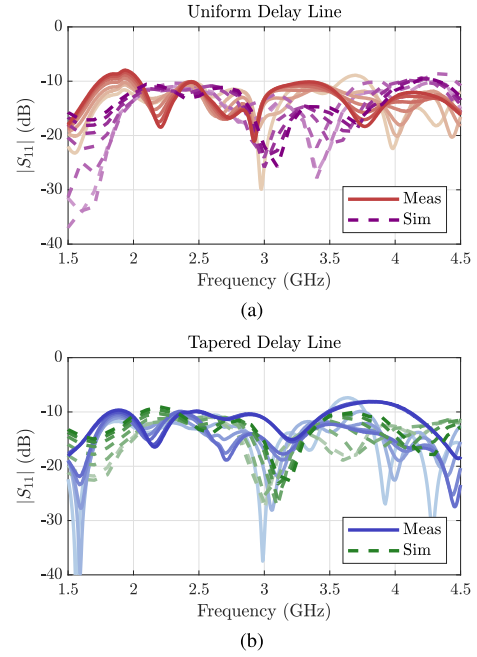 Uniform Delay Line
0
-10
-20
-30
-40
|S11| (dB)
Meas
Sim
1.5 2 2.5 3 3.5 4 4.5
Frequency (GHz)
(a)
Tapered Delay Line
0
-10
-20
-30
-40
|S11| (dB)
Meas
Sim
1.5 2 2.5 3 3.5 4 4.5
Frequency (GHz)
(b)